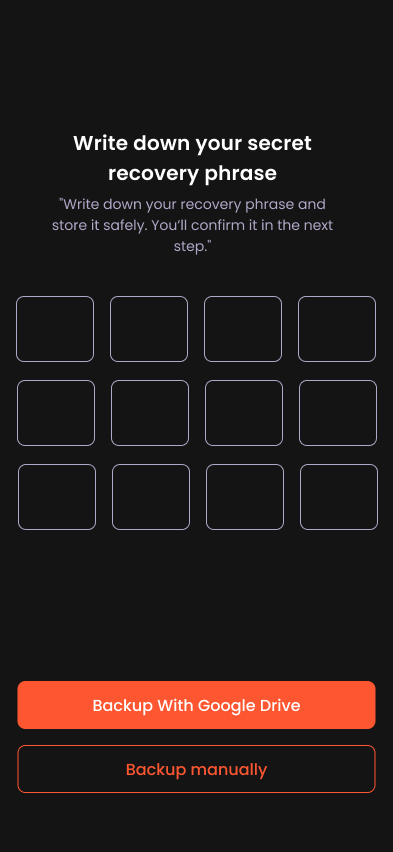 Write down your secret
recovery phrase
"Write down your recovery phrase and
store it safely. You’ll confirm it in the next
step."
Backup With Google Drive
Backup manually